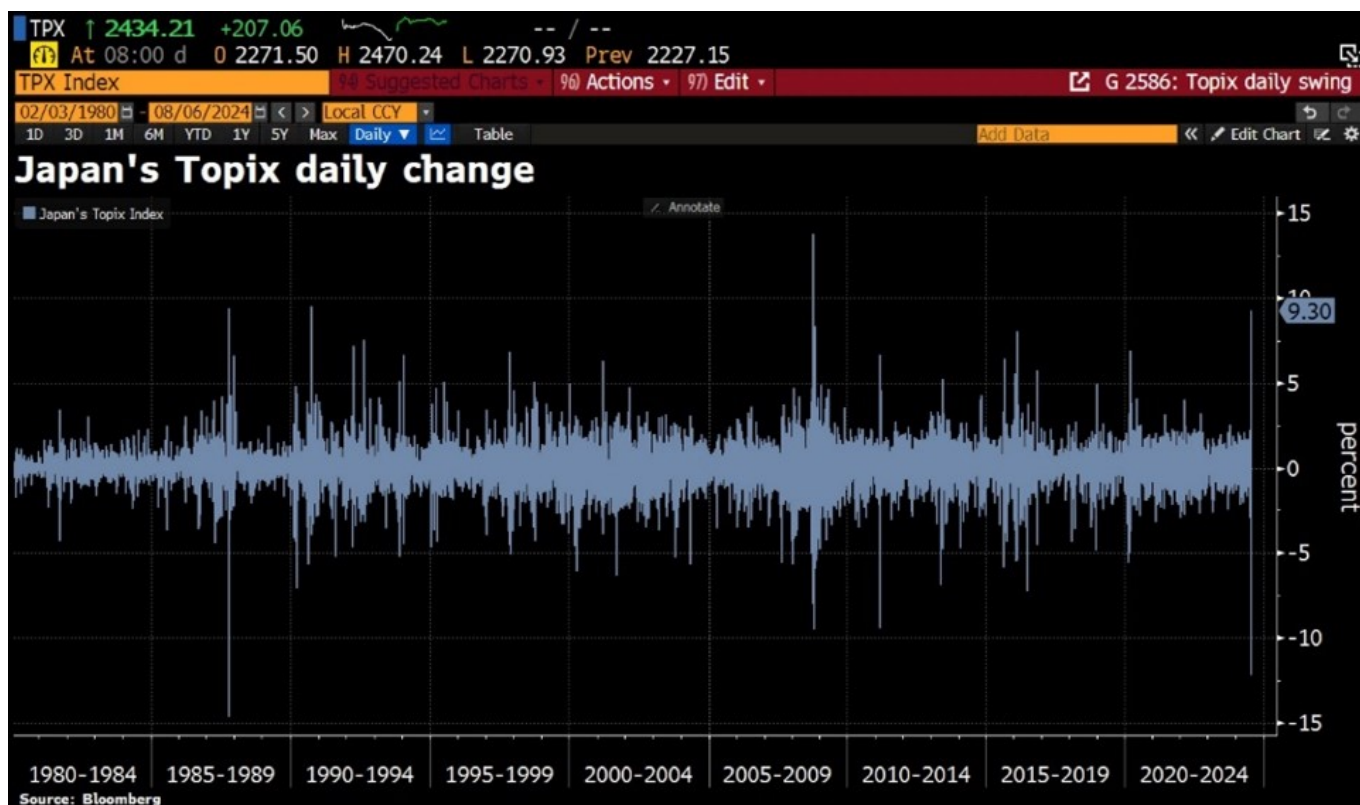 TPX ↑ 2434.21 +207.06 -- / --
At 08:00 d O 2271.50 H 2470.24 L 2270.93 Prev 2227.15
TPX Index 94) Suggested Charts 96) Actions 97) Edit G 2586: Topix daily swing
02/03/1980 - 08/06/2024 < > Local CCY
1D 3D 1M 6M YTD 1Y 5Y Max Daily ▼ Table Add Data « Edit Chart
Japan's Topix daily change
Japan's Topix Index
Annotate
15
10
9.30
5
0
-5
-10
-15
percent
1980-1984 1985-1989 1990-1994 1995-1999 2000-2004 2005-2009 2010-2014 2015-2019 2020-2024
Source: Bloomberg